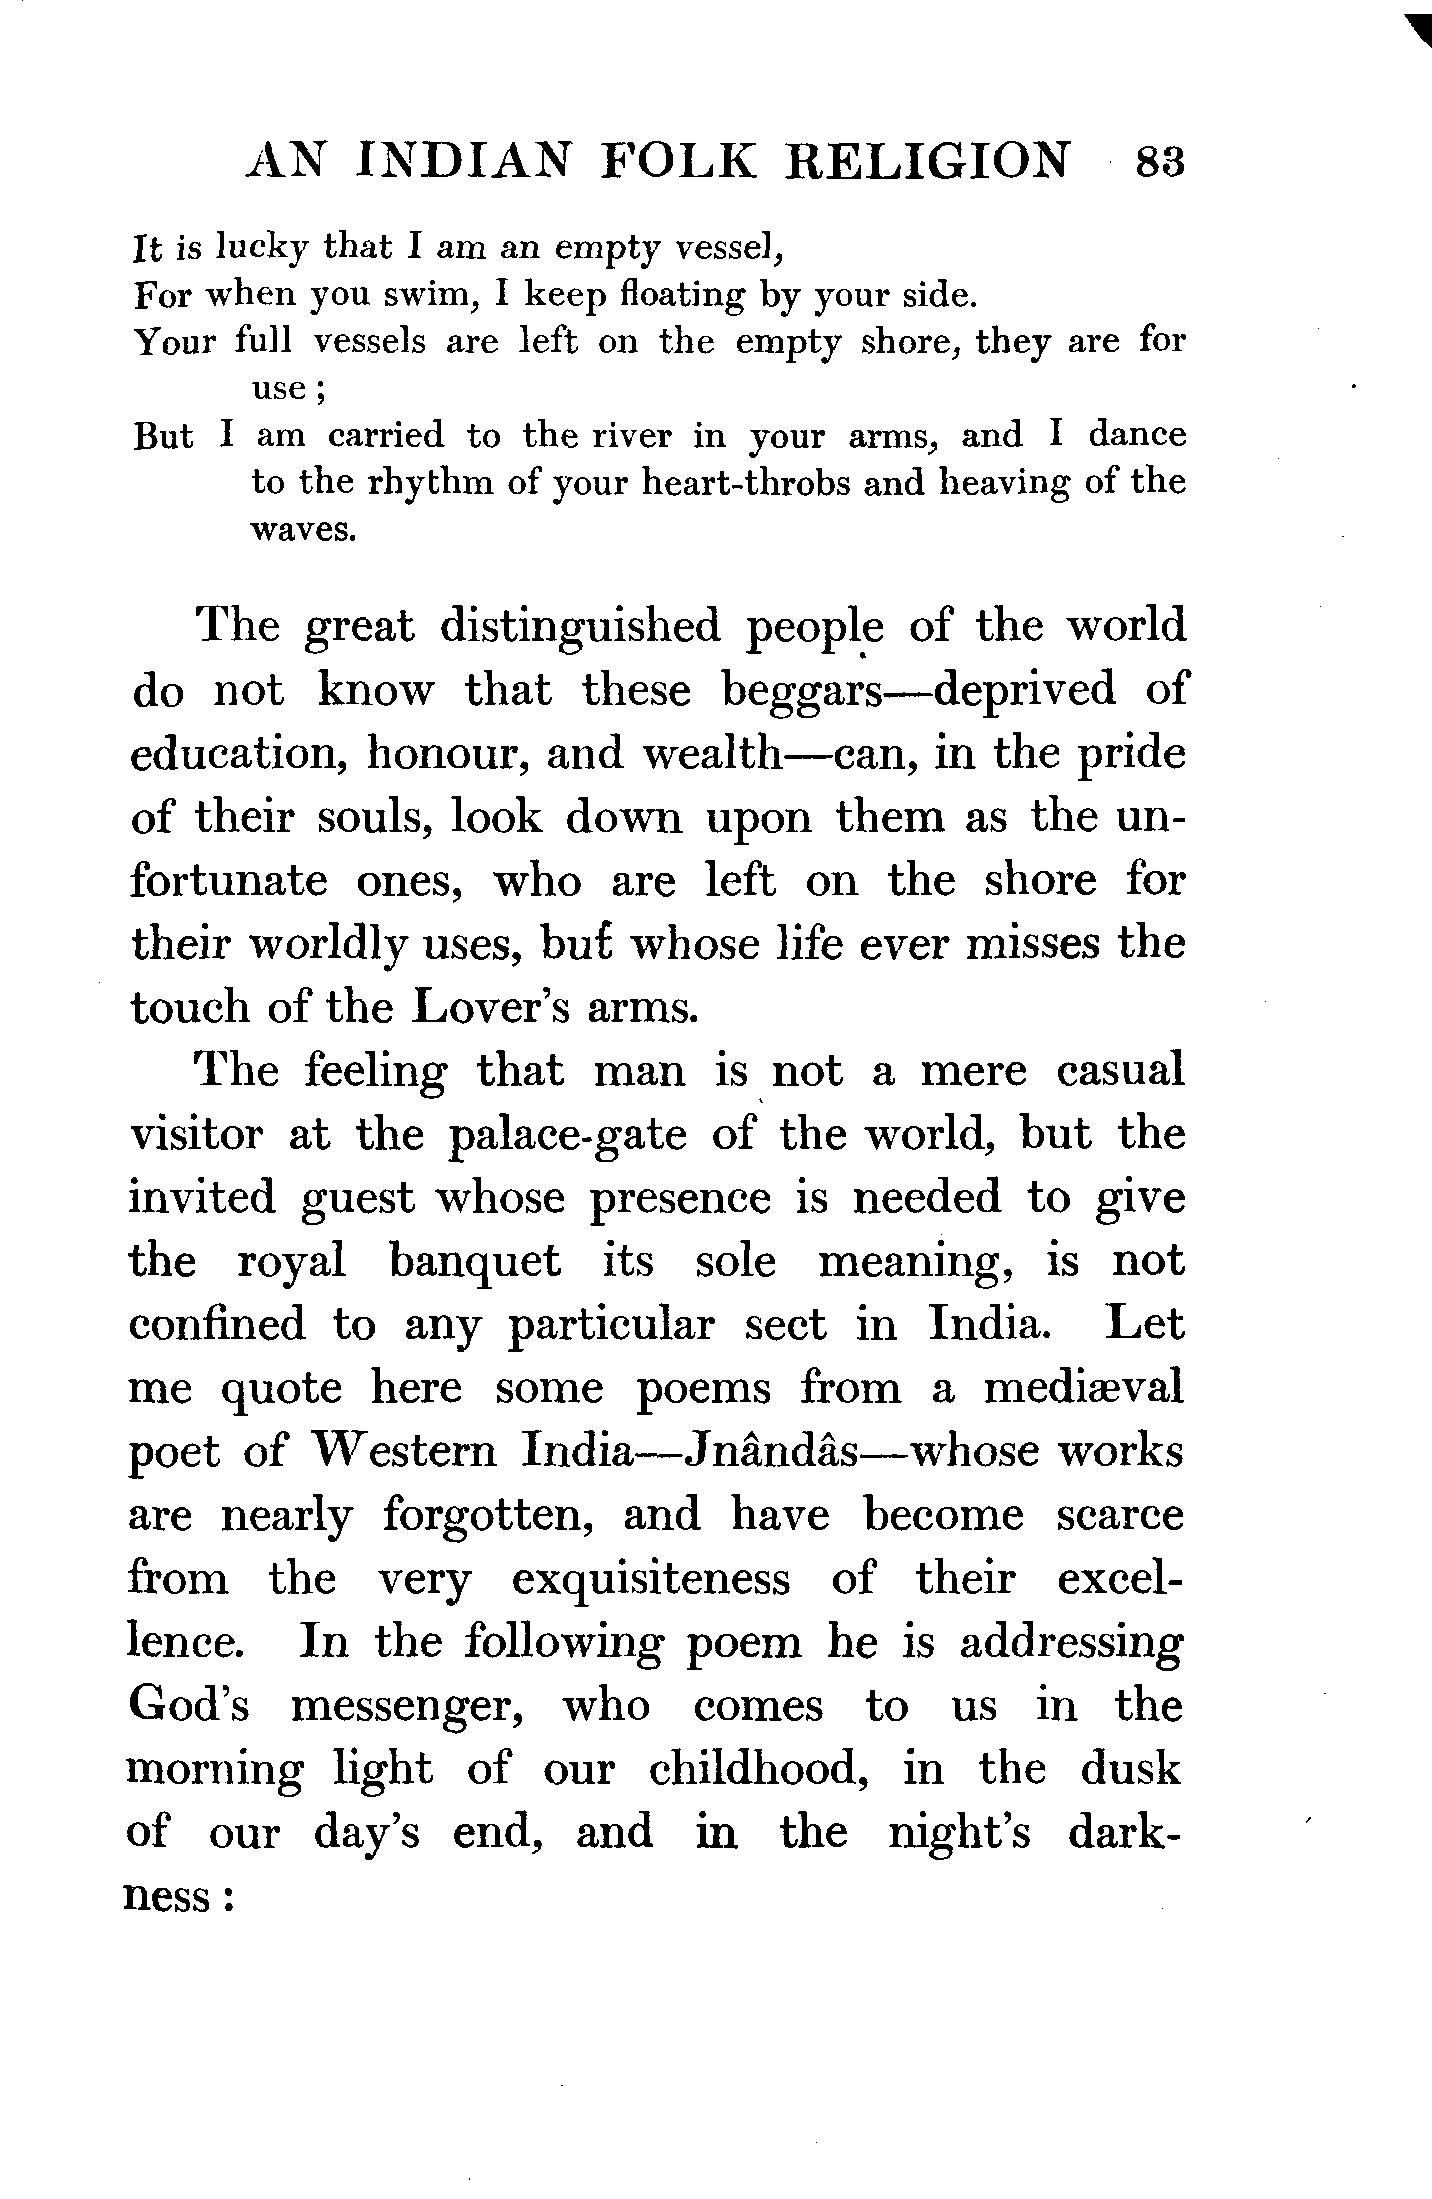 AN INDIAN FOLK RELIGION 83
It is lucky that I am an empty vessel,
For when you swim, I keep floating by your side.
Your full vessels are left on the empty shore, they are for
use ;
But I am carried to the river in your arms, and I dance
to the rhythm of your heart-throbs and heaving of the
waves.
The great distinguished people of the world
do not know that these beggars—deprived of
education, honour, and wealth—can, in the pride
of their souls, look down upon them as the un-
fortunate ones, who are left on the shore for
their worldly uses, but whose life ever misses the
touch of the Lover's arms.
The feeling that man is not a mere casual
visitor at the palace-gate of the world, but the
invited guest whose presence is needed to give
the royal banquet its sole meaning, is not
confined to any particular sect in India. Let
me quote here some poems from a mediæval
poet of Western India—Jnândâs—whose works
are nearly forgotten, and have become scarce
from the very exquisiteness of their excel-
lence. In the following poem he is addressing
God's messenger, who comes to us in the
morning light of our childhood, in the dusk
of our day's end, and in the night's dark-
ness :